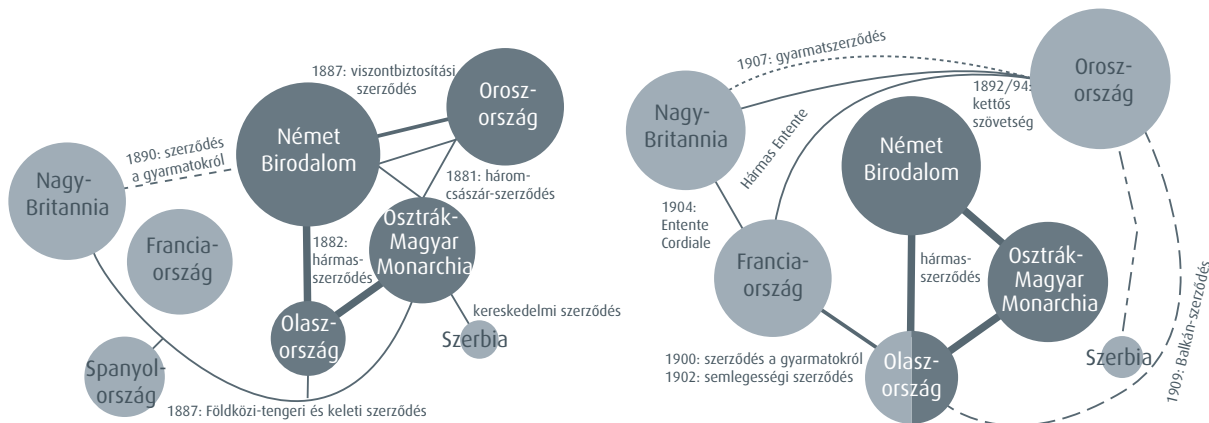 1887: viszontbiztosítási
szerződés
Orosz-
ország
Német
Birodalom
1890: szerződés
a gyarmatokról
Nagy-
Britannia
1881: három-
császár-szerződés
Francia-
ország
1882:
hármas-
szerződés
Osztrák-
Magyar
Monarchia
kereskedelmi szerződés
Olasz-
ország
Szerbia
Spanyol-
ország
1887: Földközi-tengeri és keleti szerződés
1907: gyarmatszerződés
Orosz-
ország
1892/94:
kettős
szövetség
Nagy-
Britannia
Hármas Entente
Német
Birodalom
1904:
Entente
Cordiale
Francia-
ország
hármas-
szerződés
Osztrák-
Magyar
Monarchia
Szerbia
1900: szerződés a gyarmatokról
1902: semlegességi szerződés
Olasz-
ország
1909: Balkán-szerződés